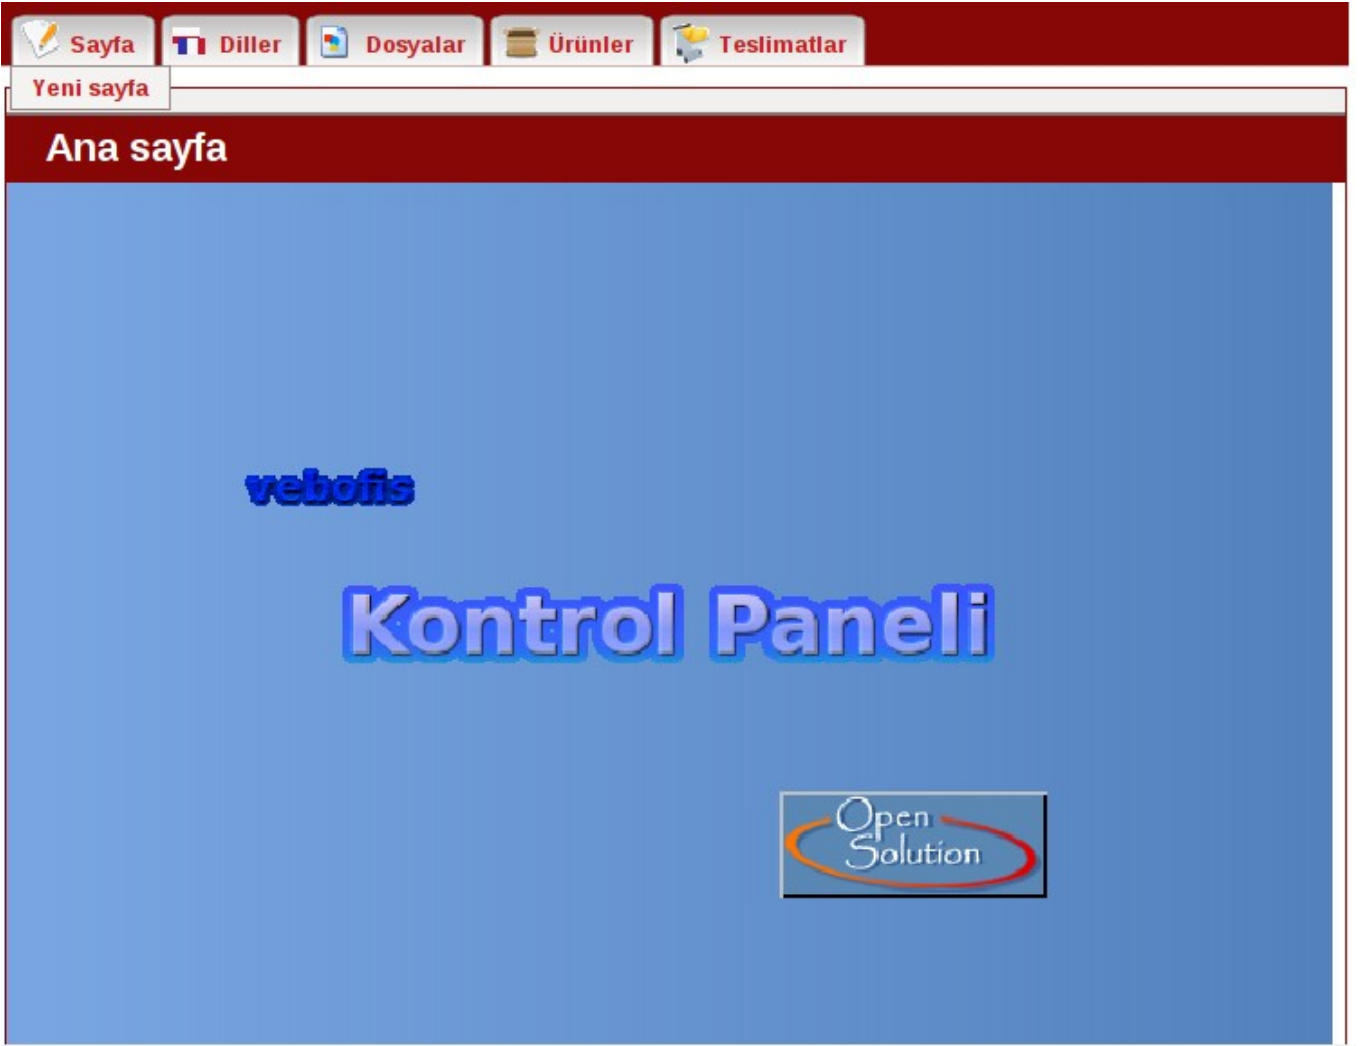 Sayfa Diller Dosyalar Ürünler Teslimatlar
Yeni sayfa
Ana sayfa
vebofis
Kontrol Paneli
Open
Solution